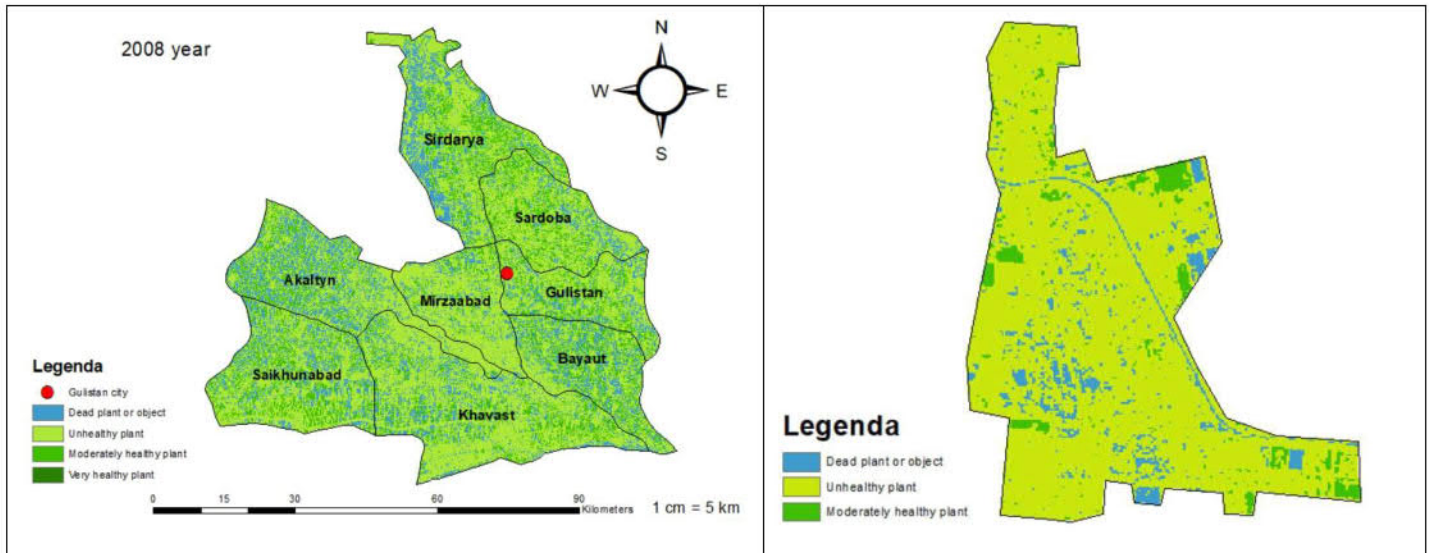 2008 year
N
W E
S
Sirdarya
Sardoba
Akaltyn
Mirzaabad
Gulistan
Bayaut
Saikhunabad
Khavast
Legenda
Gulistan city
Dead plant or object
Unhealthy plant
Moderately healthy plant
Very healthy plant
0 15 30 60 90
Kilometers 1 cm = 5 km
Legenda
Dead plant or object
Unhealthy plant
Moderately healthy plant